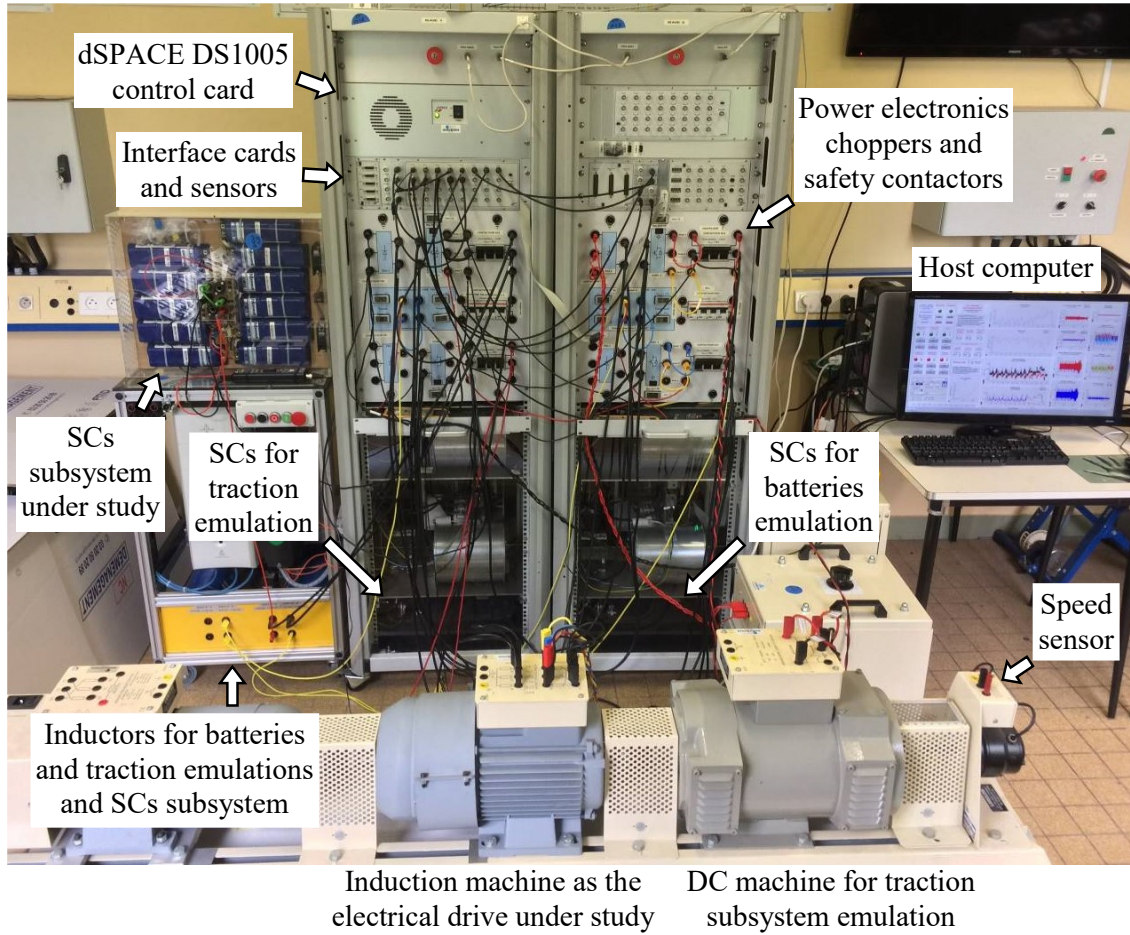 dSPACE DS1005
control card
Interface cards
and sensors
Power electronics
choppers and
safety contactors
Host computer
SCs
subsystem
under study
SCs for
traction
emulation
SCs for
batteries
emulation
Speed
sensor
Inductors for batteries
and traction emulations
and SCs subsystem
DEMENAGEMENT
Induction machine as the
electrical drive under study
DC machine for traction
subsystem emulation